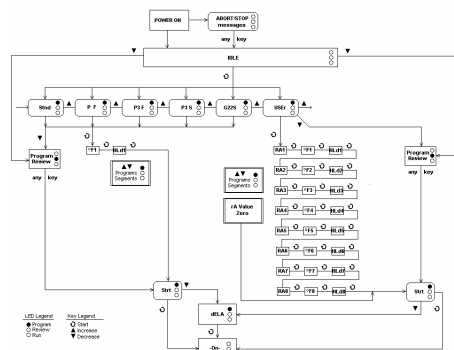 POWER ON
ABORT/STOP
messages
any key
IDLE
Stnd
P F
P3 F
P3 S
G22S
USEr
Program
Review
any key
°F1
HLd1
Programs
Segments
Programs
Segments
rA Value
Zero
RA1 °F1 HLd1
RA2 °F2 HLd2
RA3 °F3 HLd3
RA4 °F4 HLd4
RA5 °F5 HLd5
RA6 °F6 HLd6
RA7 °F7 HLd7
RA8 °F8 HLd8
Program
Review
any key
Strt
Strt
dELA
-On-
LED Legend
Program
Review
Run
Key Legend
Start
Increase
Decrease